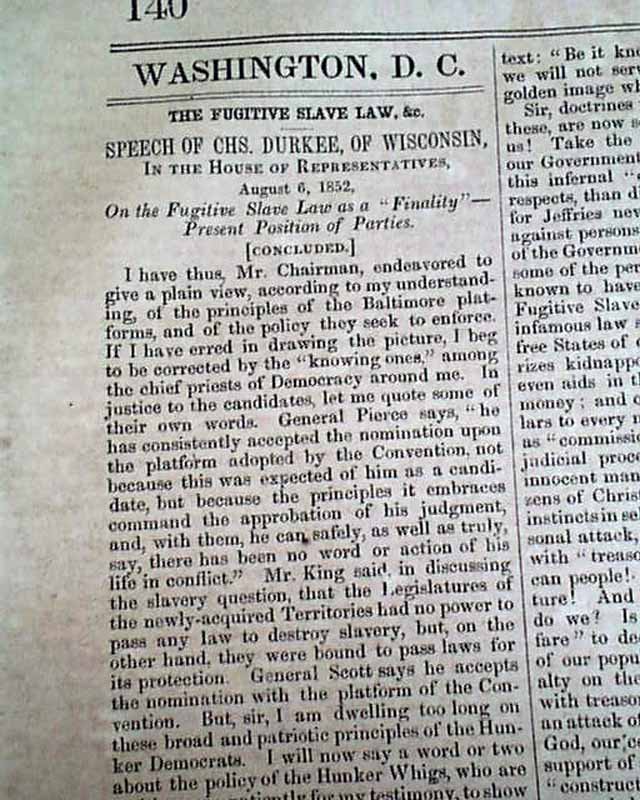 140
WASHINGTON, D. C.
THE FUGITIVE SLAVE LAW, &c.
SPEECH OF CHS. DURKEE, OF WISCONSIN,
IN THE HOUSE OF REPRESENTATIVES,
August 6, 1852,
On the Fugitive Slave Law as a "Finality"—
Present Position of Parties.
[CONCLUDED.]
I have thus, Mr. Chairman, endeavored to
give a plain view, according to my understand-
ing, of the principles of the Baltimore plat-
forms, and of the policy they seek to enforce.
If I have erred in drawing the picture, I beg
to be corrected by the "knowing ones," among
the chief priests of Democracy around me. In
justice to the candidates, let me quote some of
their own words. General Pierce says, "he
has consistently accepted the nomination upon
the platform adopted by the Convention, not
because this was expected of him as a candi-
date, but because the principles it embraces
command the approbation of his judgment,
and, with them, he can safely, as well as truly,
say, there has been no word or action of his
life in conflict." Mr. King said, in discussing
the slavery question, that the Legislatures of
the newly-acquired Territories had no power to
pass any law to destroy slavery, but, on the
other hand, they were bound to pass laws for
its protection. General Scott says he accepts
the nomination with the platform of the Con-
vention. But, sir, I am dwelling too long on
these broad and patriotic principles of the Hun-
ker Democrats. I will now say a word or two
about the policy of the Hunker Whigs, who are
patiently for my testimony, to show
text: "Be it kno
we will not serv
golden image wh
Sir, doctrines
these, are now s
us! Take the
our Government
this infernal "
respects, than d
for Jeffries nev
against persons
of the Governm
some of the per
known to have
Fugitive Slave
infamous law
free States of
rizes kidnapp
even aids in t
money; and
lars to every
as "commissi
judicial proc
innocent man
zens of Chris
instincts in sel
sonal attack,
with "treaso
can people!
ture! And
do we? Is
fare" to de
of our popu
alty on the
with treason
an attack of
God, our c
support of
"construc